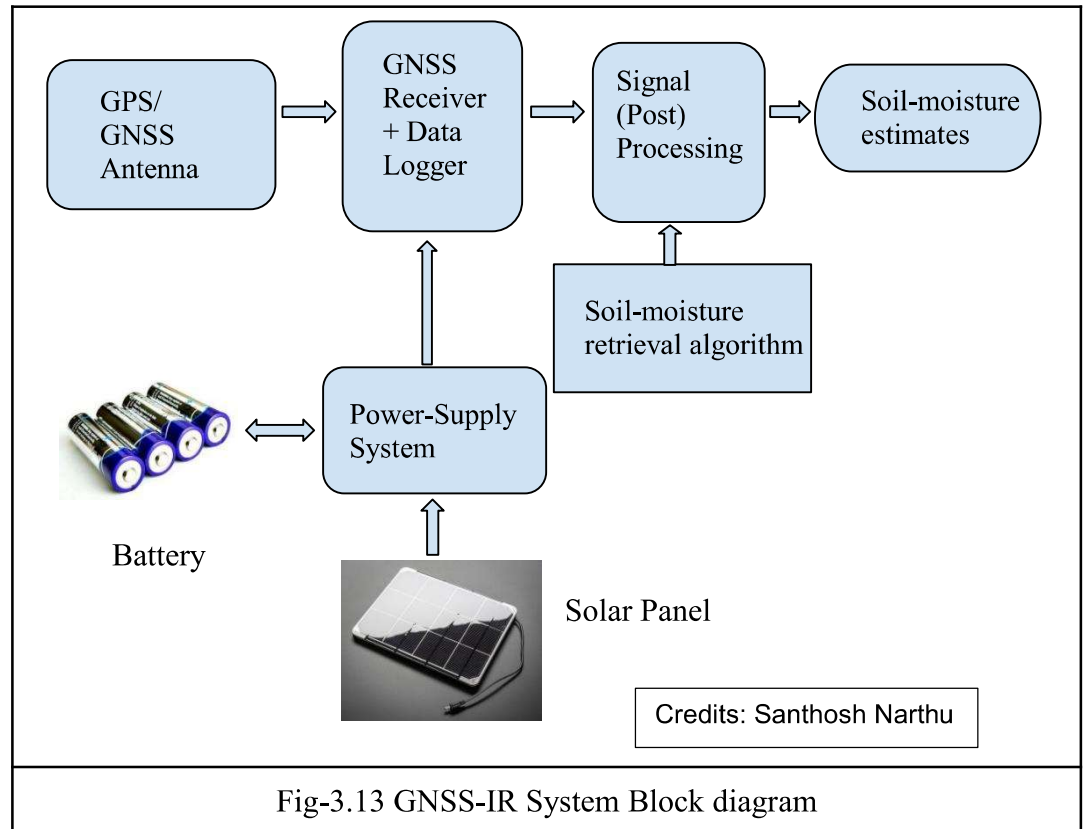 GPS/
GNSS
Antenna
GNSS
Receiver
+ Data
Logger
Signal
(Post)
Processing
Soil-moisture
estimates
Soil-moisture
retrieval algorithm
Power-Supply
System
Battery
Solar Panel
Credits: Santhosh Narthu
Fig-3.13 GNSS-IR System Block diagram